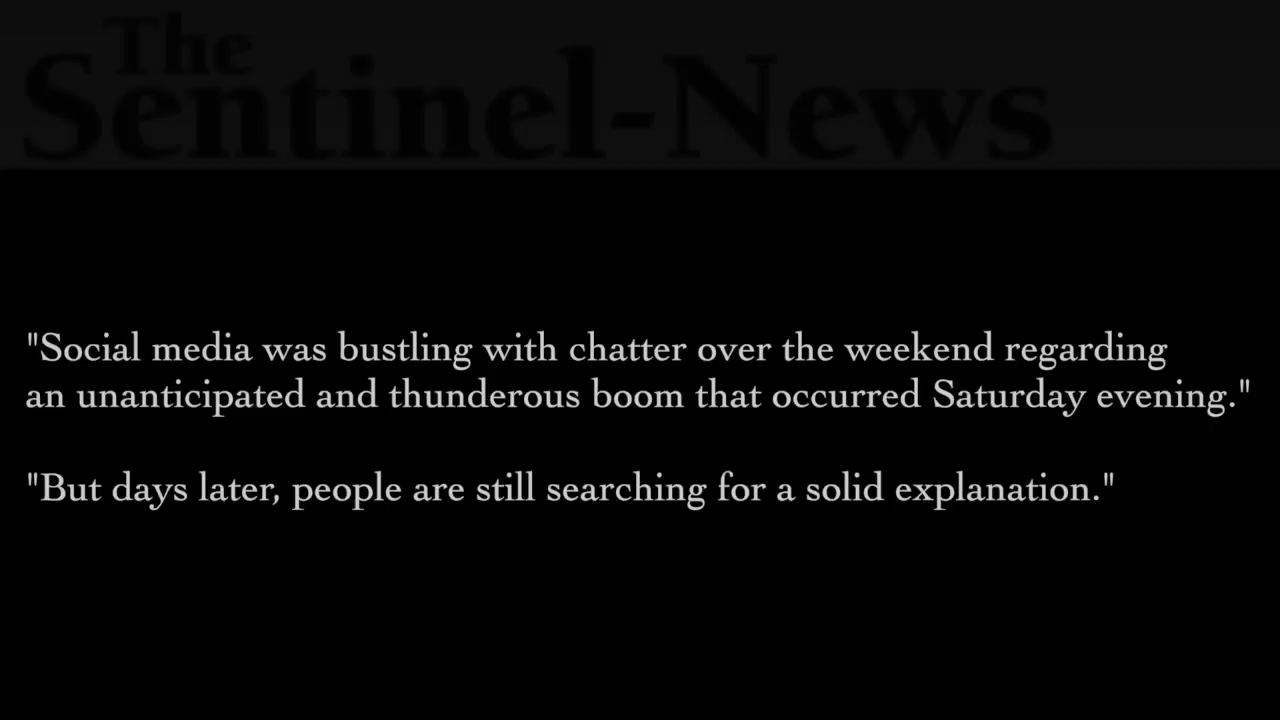 The
Sentinel-News
"Social media was bustling with chatter over the weekend regarding
an unanticipated and thunderous boom that occurred Saturday evening."
"But days later, people are still searching for a solid explanation."